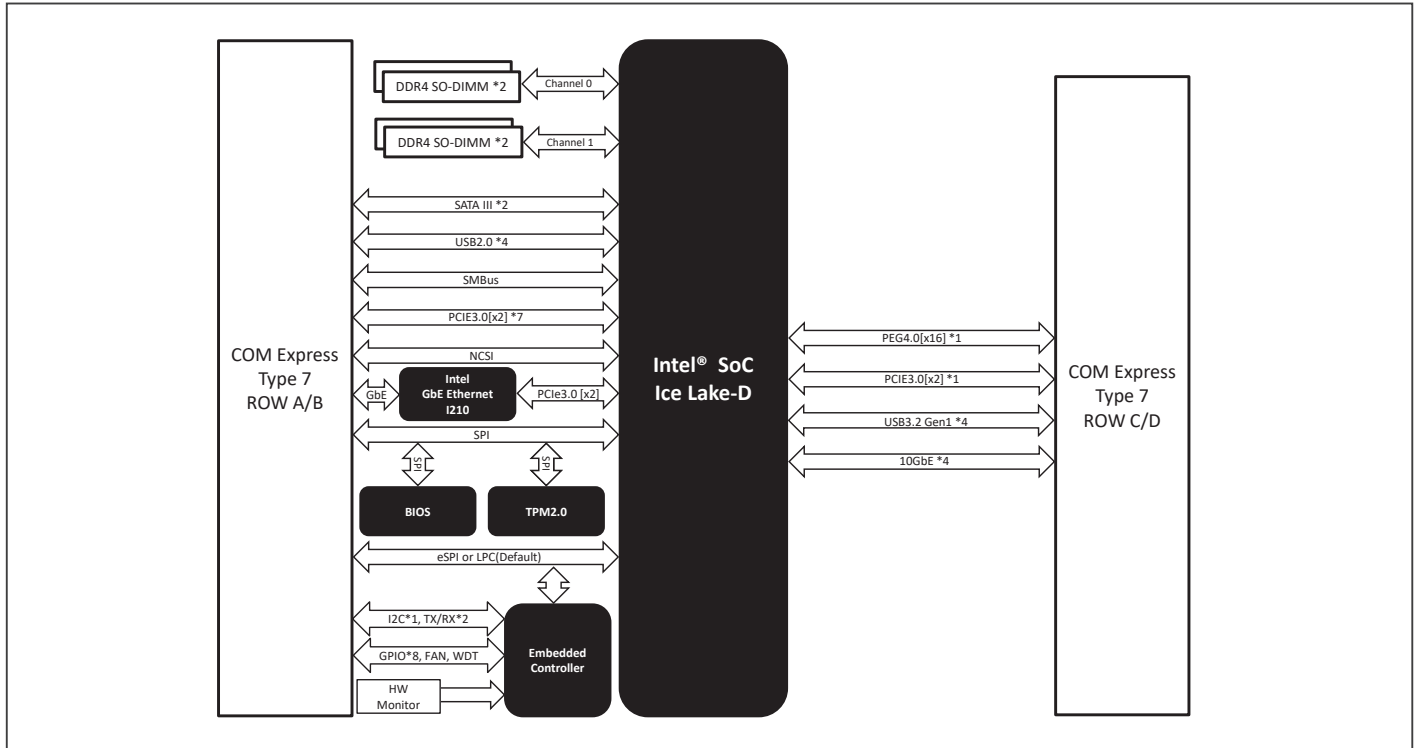 DDR4 SO-DIMM *2
Channel 0
DDR4 SO-DIMM *2
Channel 1
SATA III *2
USB2.0 *4
SMBus
PCIE3.0[x2] *7
NCSI
COM Express
Type 7
ROW A/B
GbE
Intel
GbE Ethernet
I210
PCIe3.0 [x2]
SPI
SPI
SPI
BIOS
TPM2.0
eSPI or LPC(Default)
I2C*1, TX/RX*2
GPIO*8, FAN, WDT
HW
Monitor
Embedded
Controller
Intel® SoC
Ice Lake-D
PEG4.0[x16] *1
PCIE3.0[x2] *1
USB3.2 Gen1 *4
10GbE *4
COM Express
Type 7
ROW C/D